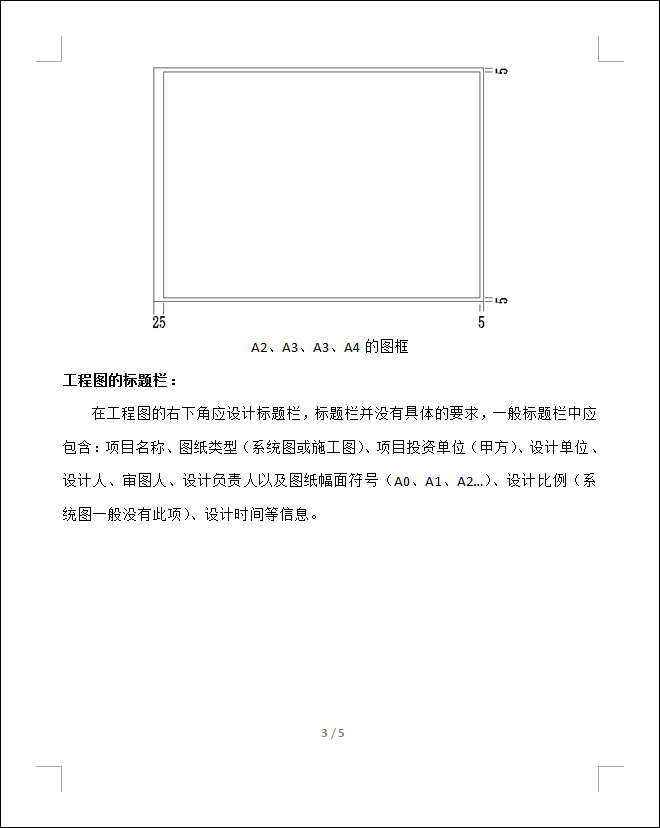 5
5
25 5
A2、A3、A3、A4 的图框
工程图的标题栏：
在工程图的右下角应设计标题栏，标题栏并没有具体的要求，一般标题栏中应
包含：项目名称、图纸类型（系统图或施工图）、项目投资单位（甲方）、设计单位、
设计人、审图人、设计负责人以及图纸幅面符号（A0、A1、A2…）、设计比例（系
统图一般没有此项）、设计时间等信息。
3 / 5